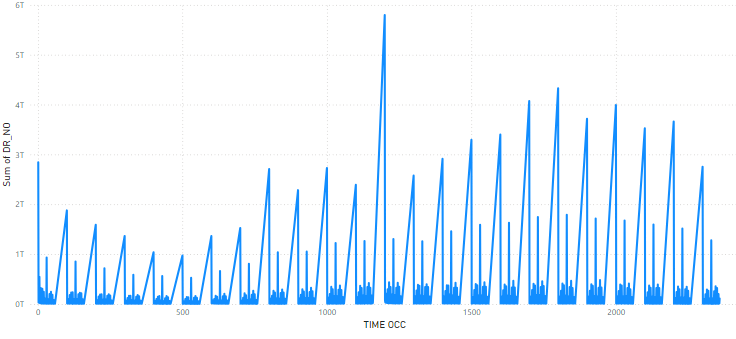 6T
5T
4T
3T
2T
1T
0T
Sum of DR_NO
0
500
1000
1500
2000
TIME OCC